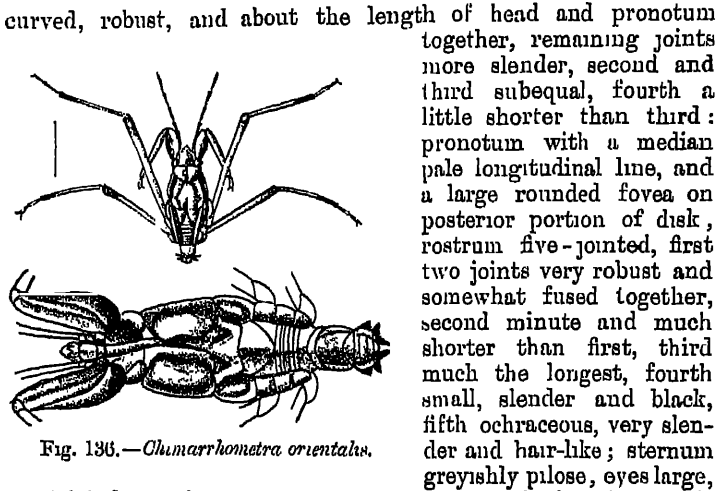 curved, robust, and about the length of head and pronotum
together, remaining joints
more slender, second and
third subequal, fourth a
little shorter than third :
pronotum with a median
pale longitudinal line, and
a large rounded fovea on
posterior portion of disk,
rostrum five-jointed, first
two joints very robust and
somewhat fused together,
second minute and much
shorter than first, third
much the longest, fourth
small, slender and black,
fifth ochraceous, very slen-
der and hair-like; sternum
greyishly pilose, eyes large,
Fig. 136.—Chimarrhometra orientalis.